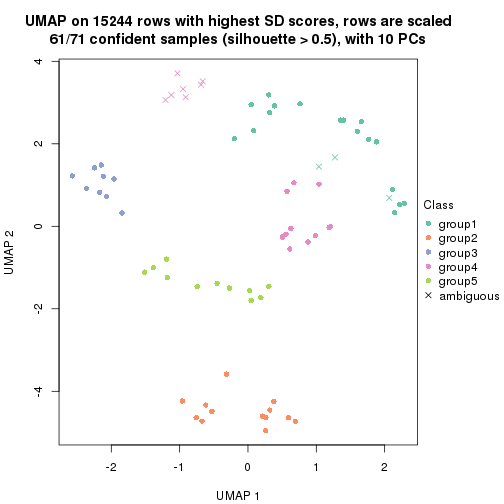 UMAP on 15244 rows with highest SD scores, rows are scaled
61/71 confident samples (silhouette > 0.5), with 10 PCs
4
2
0
-2
-4
UMAP 2
-2
-1
0
1
2
UMAP 1
Class
group1
group2
group3
group4
group5
ambiguous